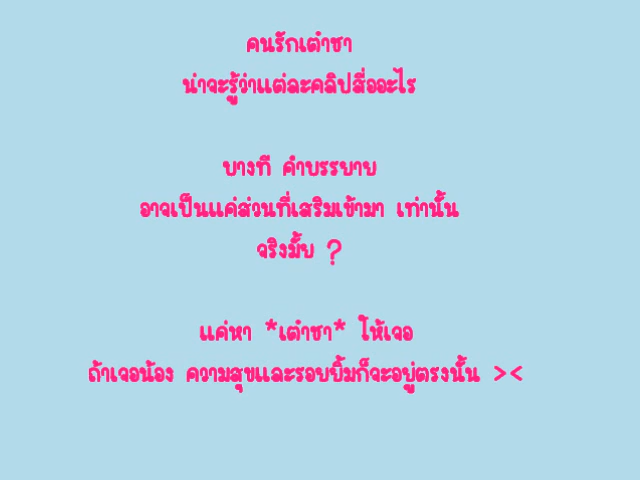 คนรักเต๋าชา
น่าจะรู้ว่าแต่ละคลิปสื่ออะไร
บางที คำบรรยาย
อาจเป็นแค่ส่วนที่เสริมเข้ามา เท่านั้น
จริงมั้ย ?
แค่หา *เต๋าชา* ให้เจอ
ถ้าเจอน้อง ความสุขและรอยยิ้มก็จะอยู่ตรงนั้น ><